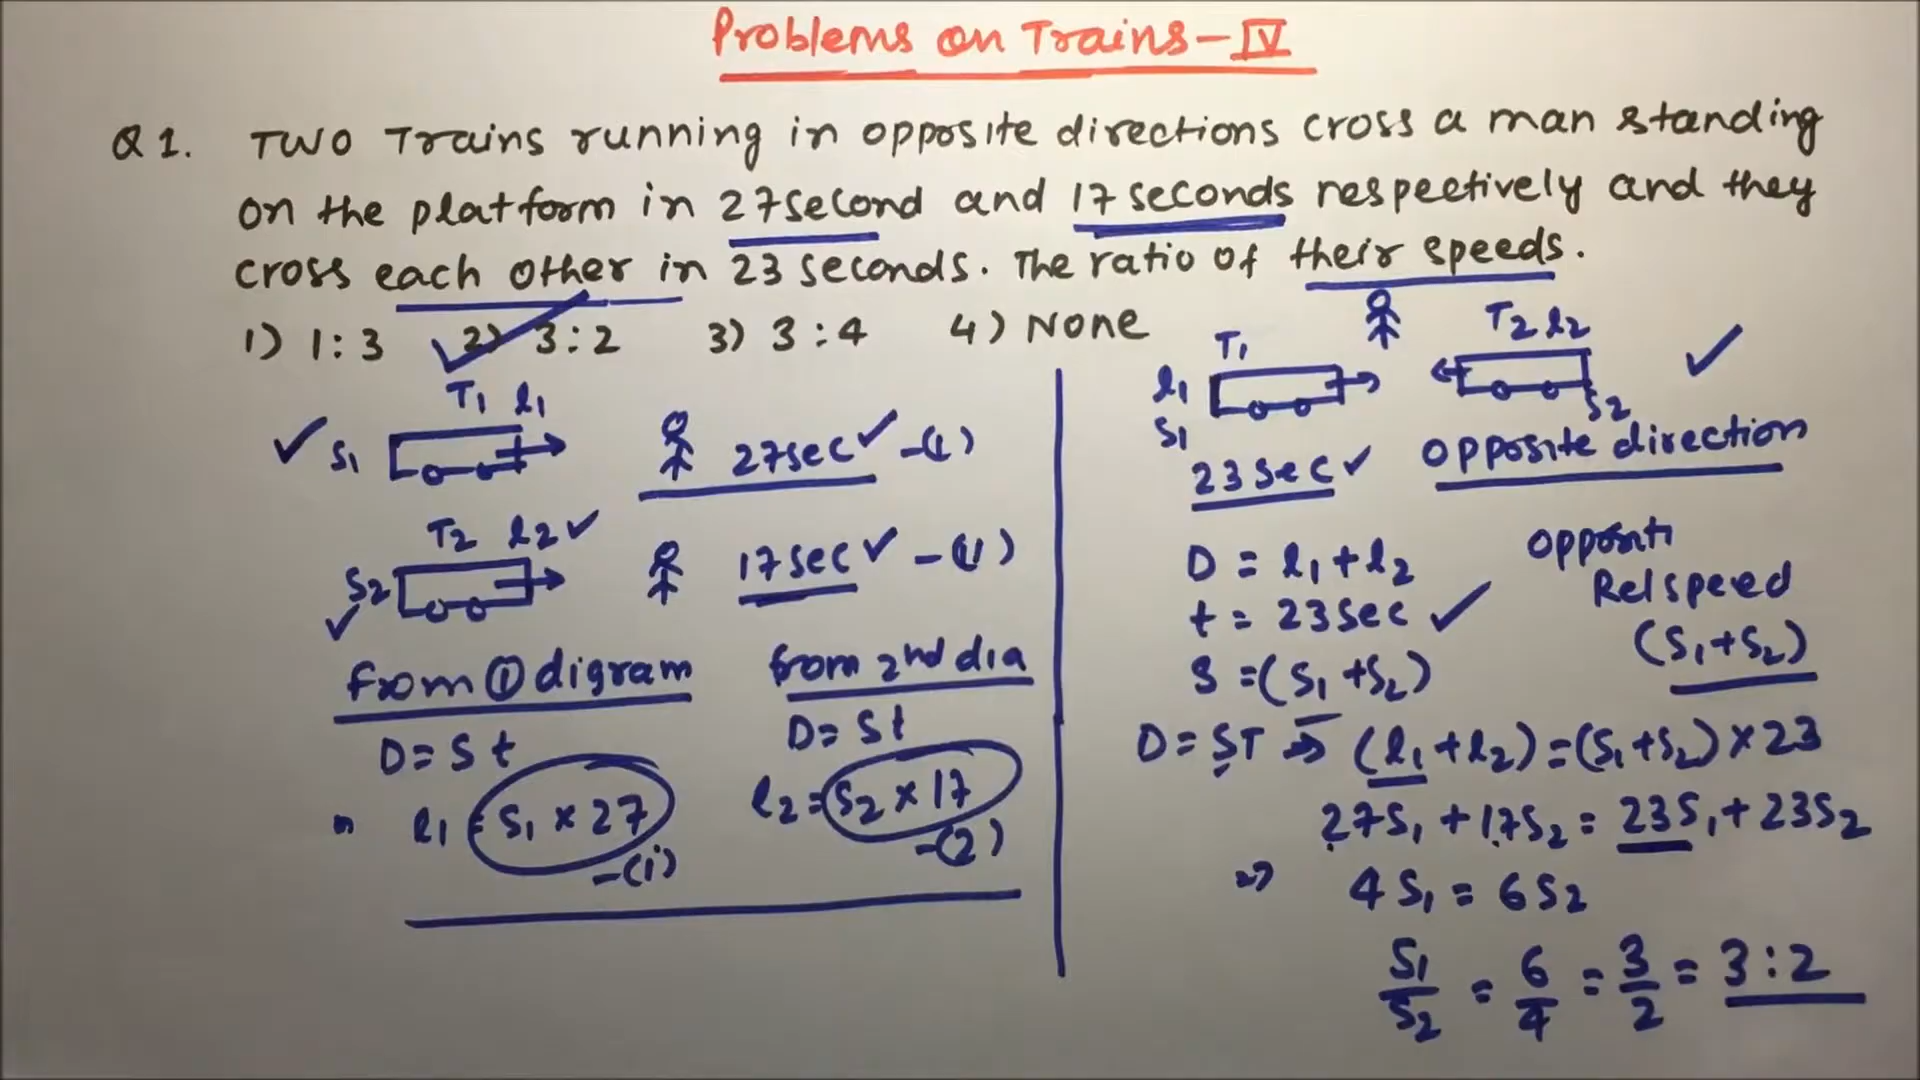 Problems on Trains-IV
Q1. Two Trains running in opposite directions cross a man standing
on the platform in 27second and 17 seconds respectively and they
cross each other in 23 seconds. The ratio of their speeds.
1) 1:3 2) 3:2 3) 3:4 4) None
T1 l1
S1 27sec -(1)
T2 l2
S2 17sec -(11)
from ① digram
D=St
l1=S1×27
-(i)
from 2nd dia
D=St
l2=S2×17
-(2)
T1 T2 l2
l1
S1 S2
23sec opposite direction
D = l1+l2
t = 23sec
S =(S1+S2)
Opposit
Relspeed
(S1+S2)
D=ST ⇒ (l1+l2)=(S1+S2)×23
27S1+17S2=23S1+23S2
⇒ 4S1=6S2
S1/S2 = 6/4 = 3/2 = 3:2